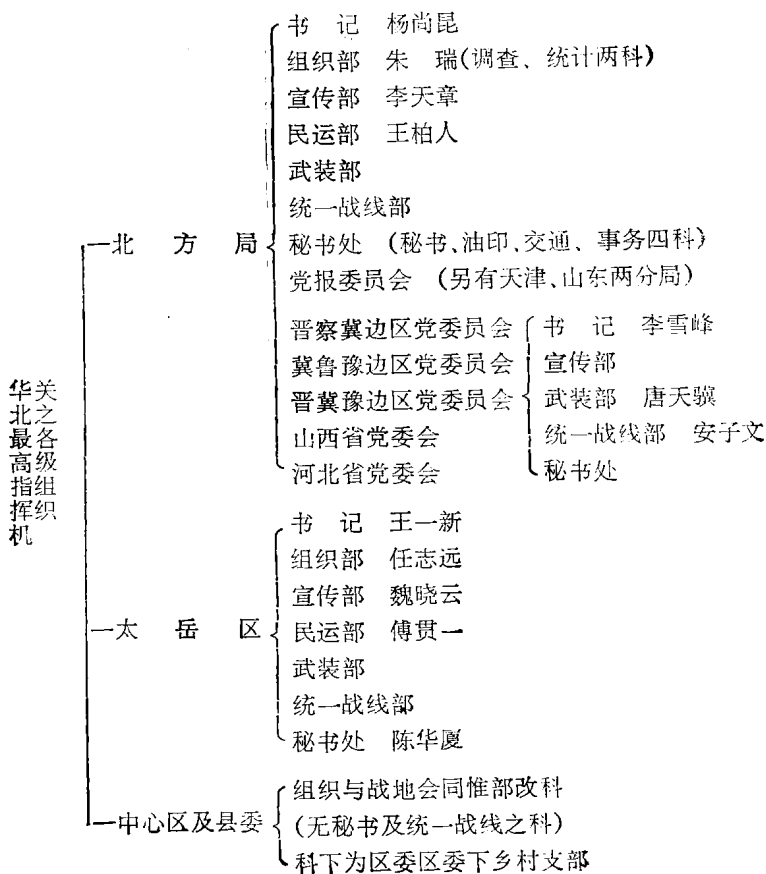 华北最高指挥机关之各级组织
北方局
书记 杨尚昆
组织部 朱瑞(调查、统计两科)
宣传部 李天章
民运部 王柏人
武装部
统一战线部
秘书处 (秘书、油印、交通、事务四科)
党报委员会 (另有天津、山东两分局)
晋察冀边区党委员会
冀鲁豫边区党委员会
晋冀豫边区党委员会
山西省党委会
河北省党委会
书记 李雪峰
宣传部
武装部 唐天骥
统一战线部 安子文
秘书处
太岳区
书记 王一新
组织部 任志远
宣传部 魏晓云
民运部 傅贯一
武装部
统一战线部
秘书处 陈华厦
中心区及县委
组织与战地会同惟部改科
(无秘书及统一战线之科)
科下为区委区委下乡村支部